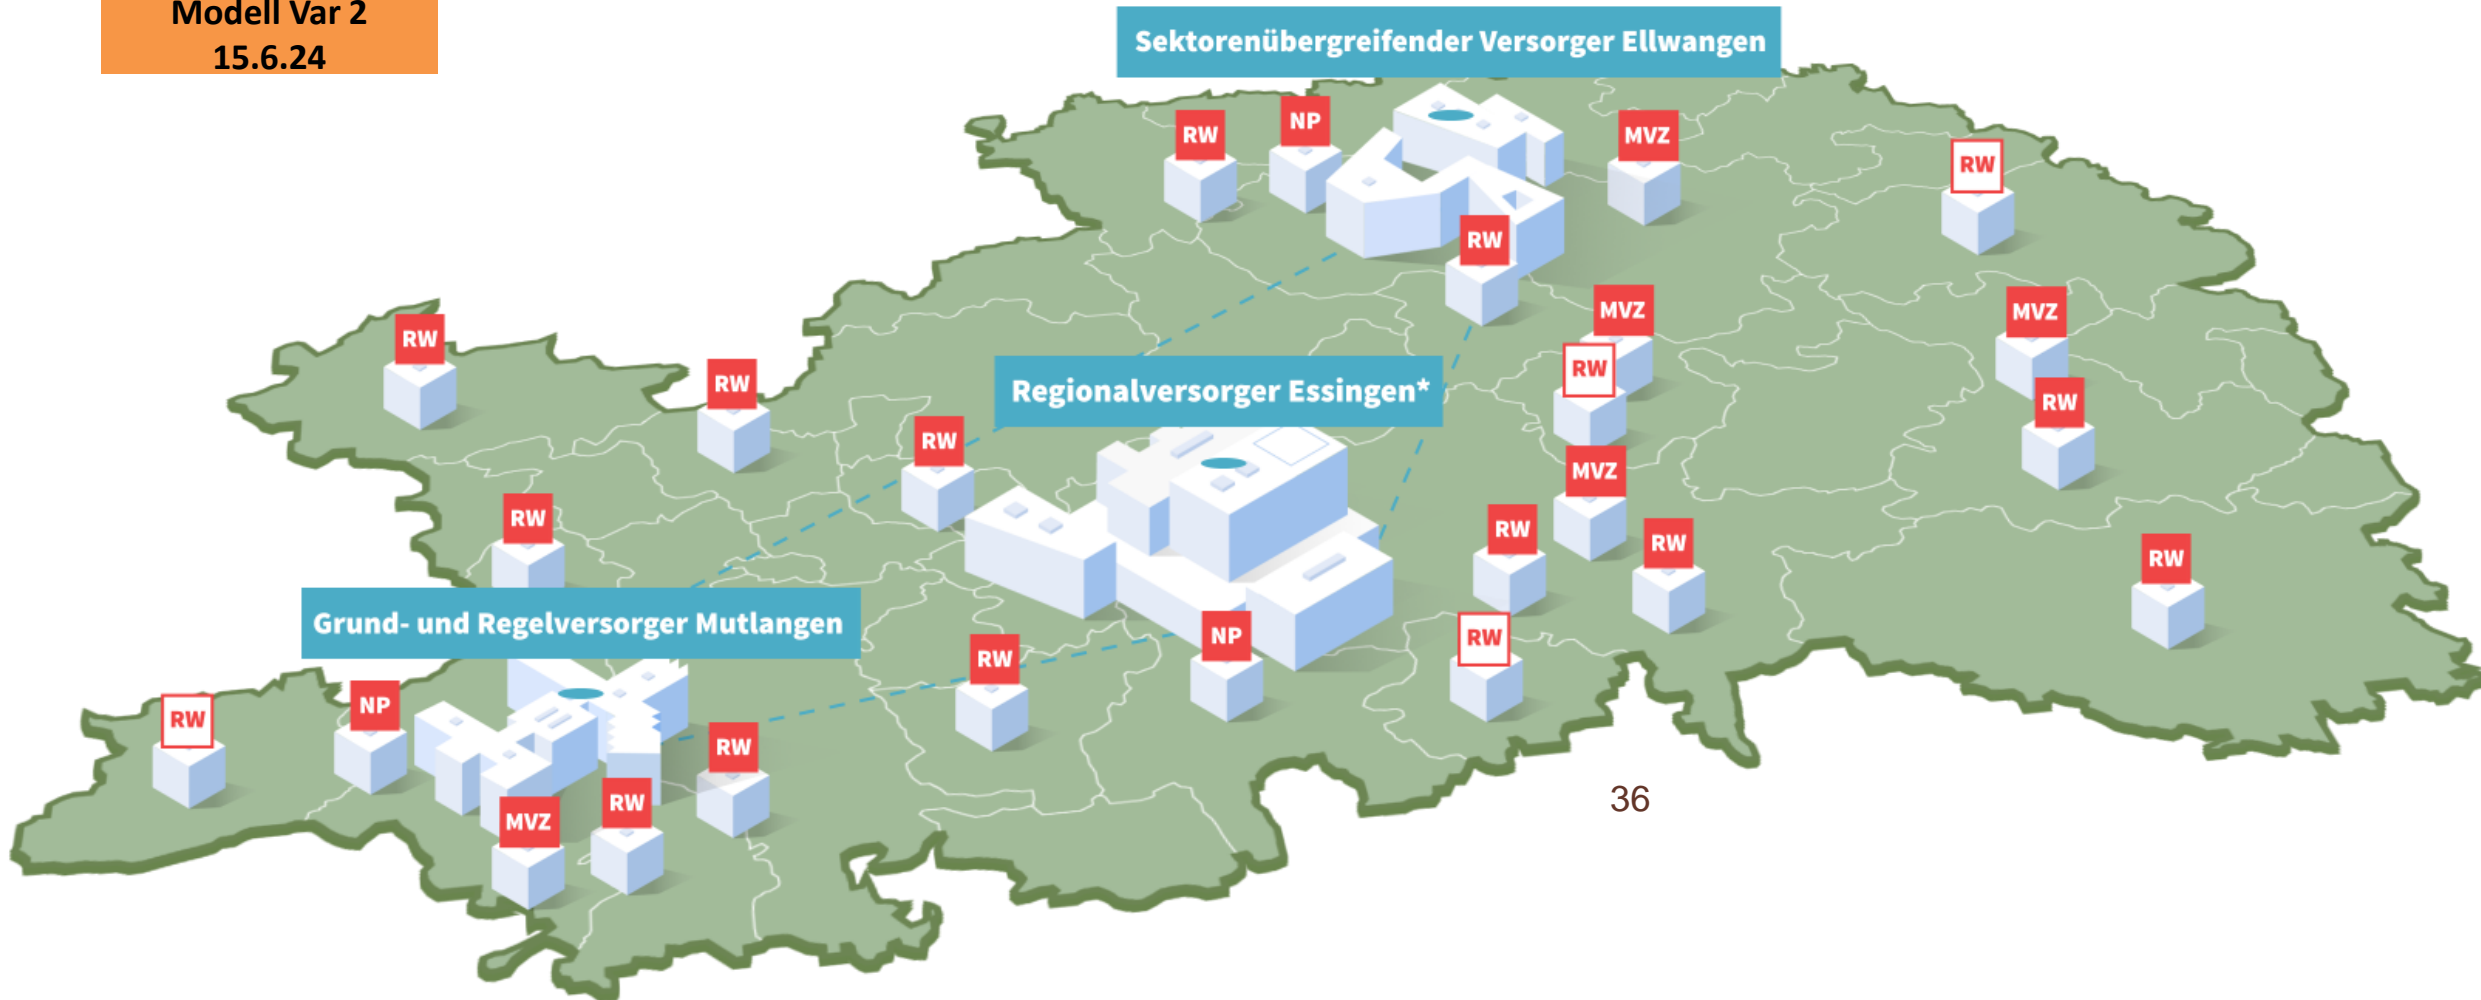 Modell Var 2
15.6.24
Sektorenübergreifender Versorger Ellwangen
RW
NP
MVZ
RW
RW
MVZ
MVZ
RW
RW
RW
RW
Regionalversorger Essingen*
RW
RW
MVZ
RW
RW
RW
RW
Grund- und Regelversorger Mutlangen
NP
RW
RW
RW
NP
RW
RW
MVZ
36